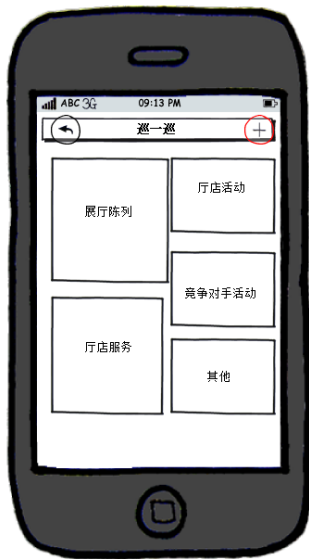 ABC 3G 09:13 PM
巡一巡
展厅陈列
厅店活动
竞争对手活动
厅店服务
其他